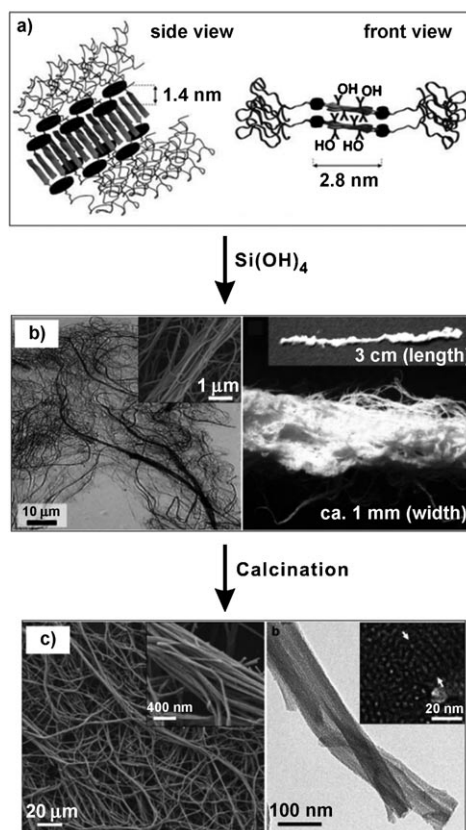 a)
side view
front view
1.4 nm
OH
OH
HO
HO
2.8 nm
Si(OH)4
b)
1 μm
10 μm
3 cm (length)
ca. 1 mm (width)
Calcination
c)
400 nm
20 μm
b
20 nm
100 nm